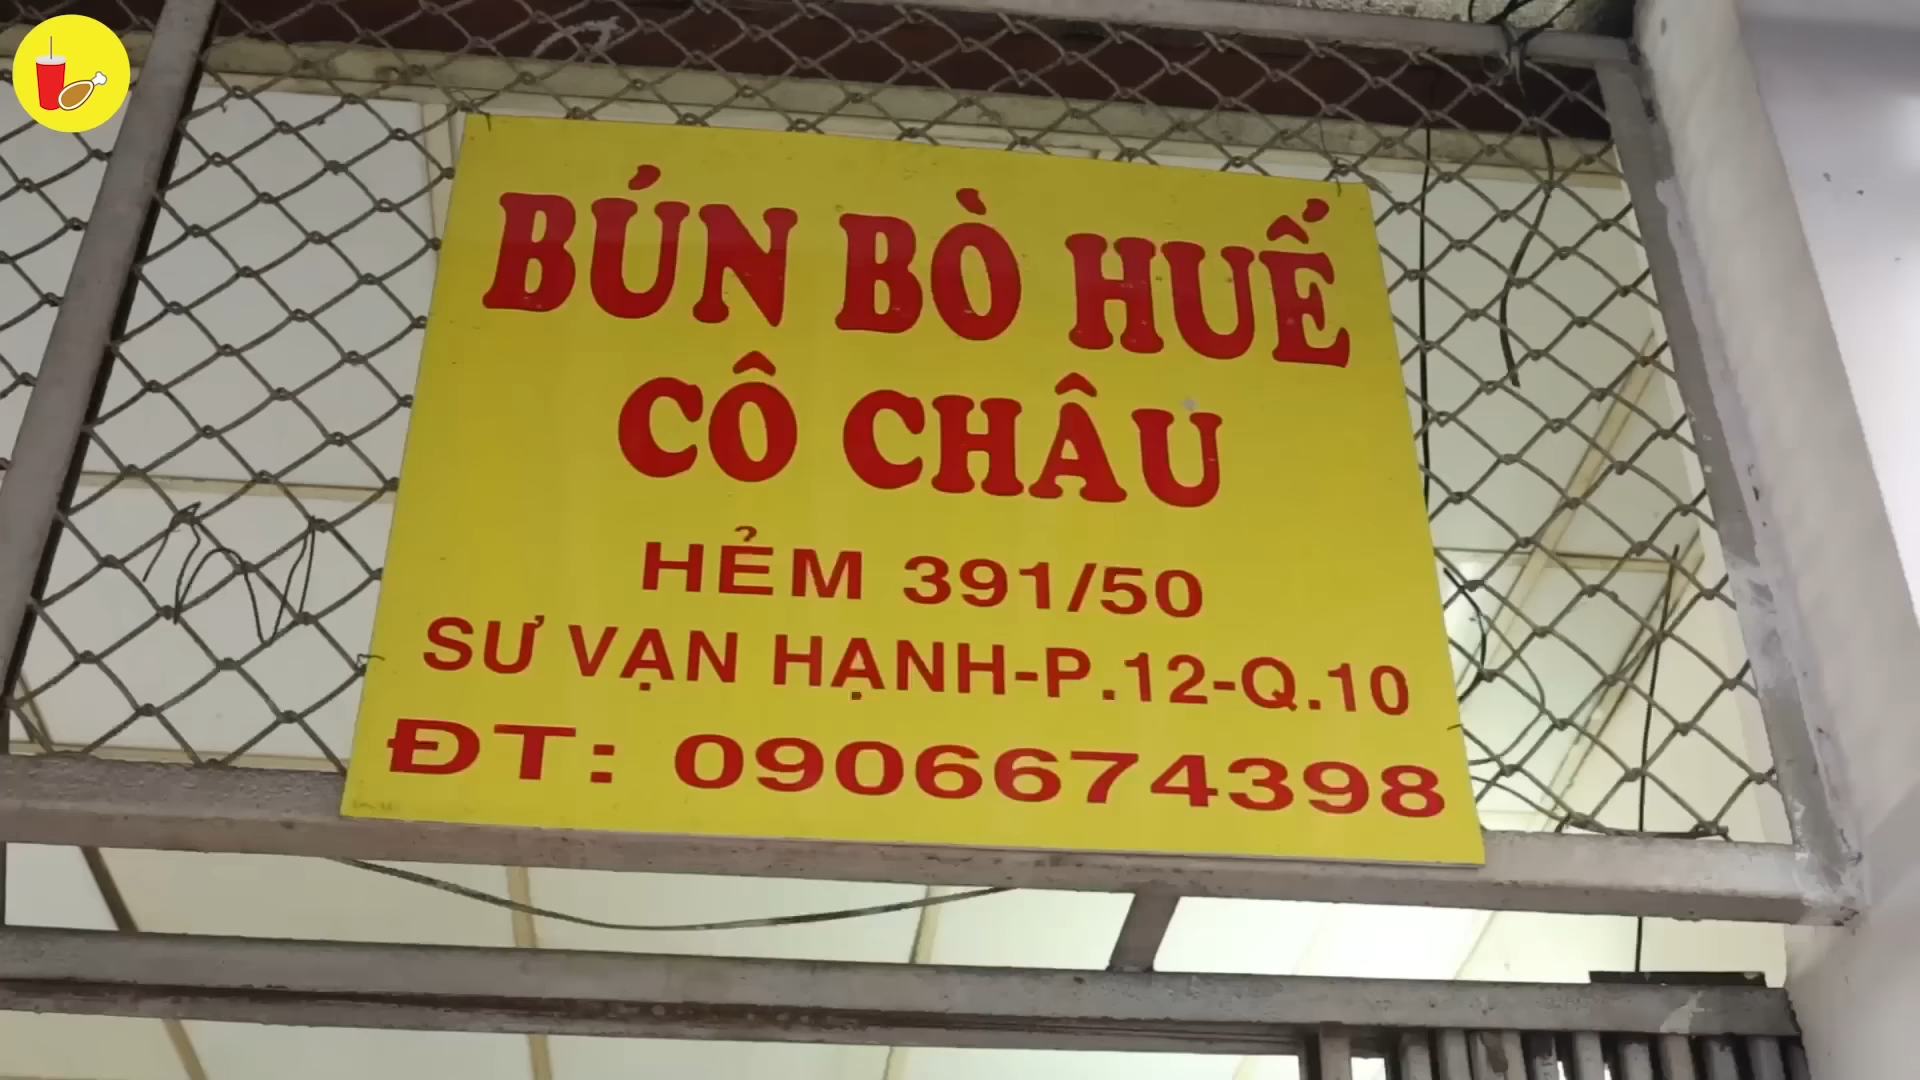 BÚN BÒ HUẾ
CÔ CHÂU
HẺM 391/50
SƯ VẠN HẠNH-P.12-Q.10
ĐT: 0906674398